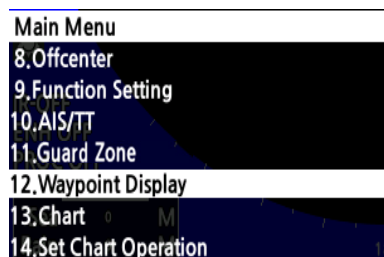 Main Menu
8.Offcenter
9.Function Setting
10.AIS/TT
11.Guard Zone
12.Waypoint Display
13.Chart
0
M
14.Set Chart Operation